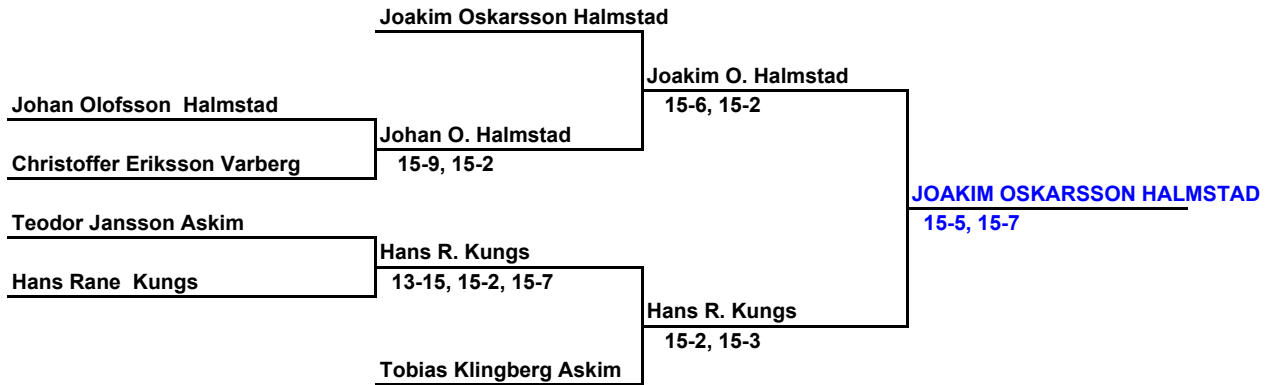 Joakim Oskarsson Halmstad
Joakim O. Halmstad
Johan Olofsson  Halmstad
15-6, 15-2
Johan O. Halmstad
Christoffer Eriksson Varberg
15-9, 15-2
JOAKIM OSKARSSON HALMSTAD
Teodor Jansson Askim
15-5, 15-7
Hans R. Kungs
Hans Rane  Kungs
13-15, 15-2, 15-7
Hans R. Kungs
15-2, 15-3
Tobias Klingberg Askim